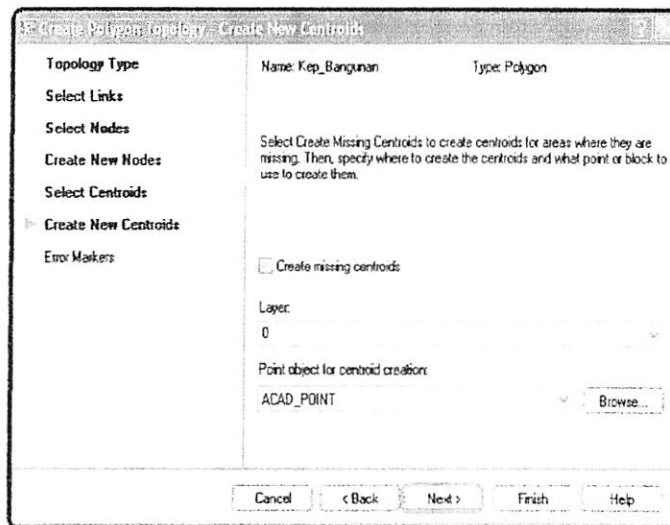 Create Polygon Topology - Create New Centroids
Topology Type
Select Links
Select Nodes
Create New Nodes
Select Centroids
Create New Centroids
Error Markers
Name: Kep_Bangunan Type: Polygon
Select Create Missing Centroids to create centroids for areas where they are
missing. Then, specify where to create the centroids and what point or block to
use to create them.
Create missing centroids
Layer:
0
Point object for centroid creation:
ACAD_POINT Browse...
Cancel < Back Next > Finish Help